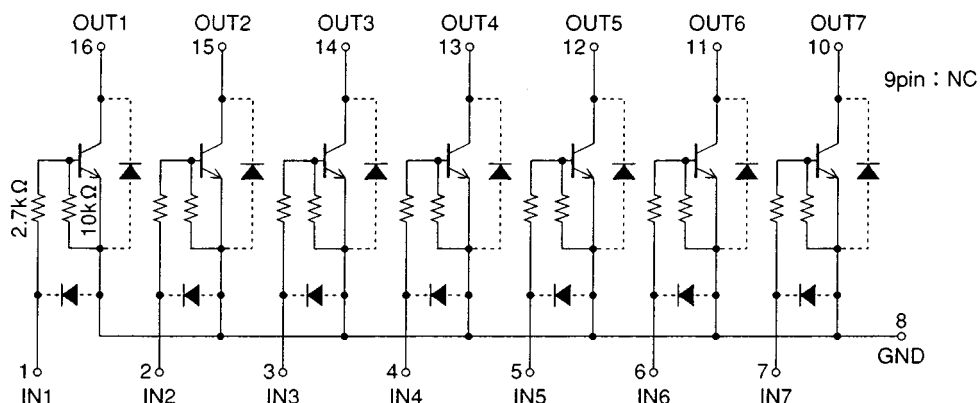 OUT1 OUT2 OUT3 OUT4 OUT5 OUT6 OUT7
16 15 14 13 12 11 10
9pin : NC
2.7kΩ 10kΩ
8
GND
1 2 3 4 5 6 7
IN1 IN2 IN3 IN4 IN5 IN6 IN7